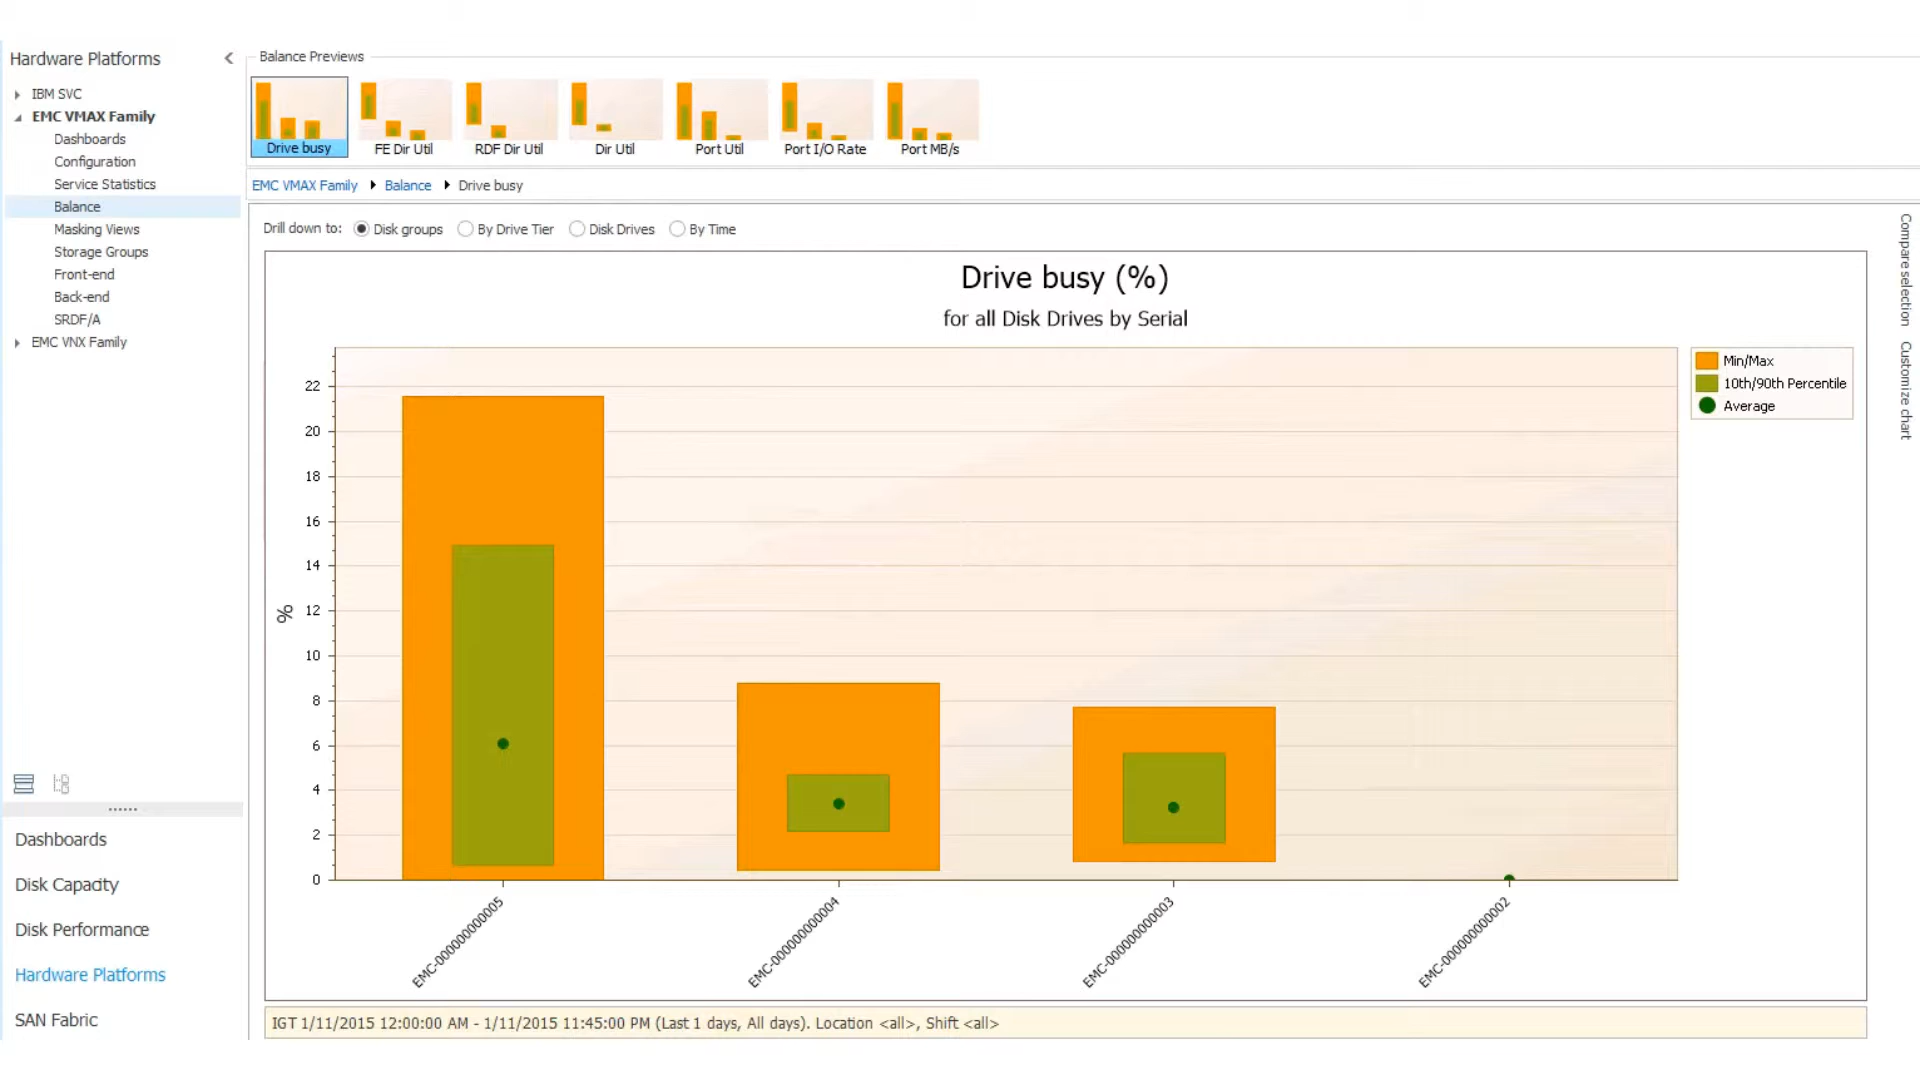 Hardware Platforms
IBM SVC
EMC VMAX Family
Dashboards
Configuration
Service Statistics
Balance
Masking Views
Storage Groups
Front-end
Back-end
SRDF/A
EMC VNX Family
Dashboards
Disk Capacity
Disk Performance
Hardware Platforms
SAN Fabric
Balance Previews
Drive busy
FE Dir Util
RDF Dir Util
Dir Util
Port Util
Port I/O Rate
Port MB/s
EMC VMAX Family Balance Drive busy
Drill down to: Disk groups By Drive Tier Disk Drives By Time
Drive busy (%)
for all Disk Drives by Serial
Min/Max
10th/90th Percentile
Average
%
22
20
18
16
14
12
10
8
6
4
2
0
EMC-000000000005
EMC-000000000004
EMC-000000000003
EMC-000000000002
IGT 1/11/2015 12:00:00 AM - 1/11/2015 11:45:00 PM (Last 1 days, All days). Location <all>, Shift <all>
Compare selection
Customize chart